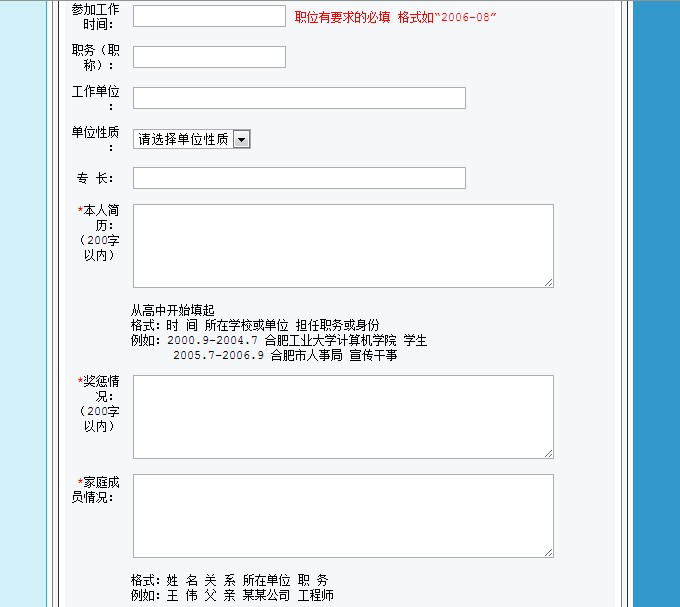 参加工作
时间:
职位有要求的必填 格式如“2006-08”
职务（职
称）:
工作单位
:
单位性质
:
请选择单位性质
专 长:
*本人简
历:
（200字
以内）
从高中开始填起
格式: 时 间 所在学校或单位 担任职务或身份
例如: 2000.9-2004.7 合肥工业大学计算机学院 学生
2005.7-2006.9 合肥市人事局 宣传干事
*奖惩情
况:
（200字
以内）
*家庭成
员情况:
格式: 姓 名 关 系 所在单位 职 务
例如: 王 伟 父 亲 某某公司 工程师